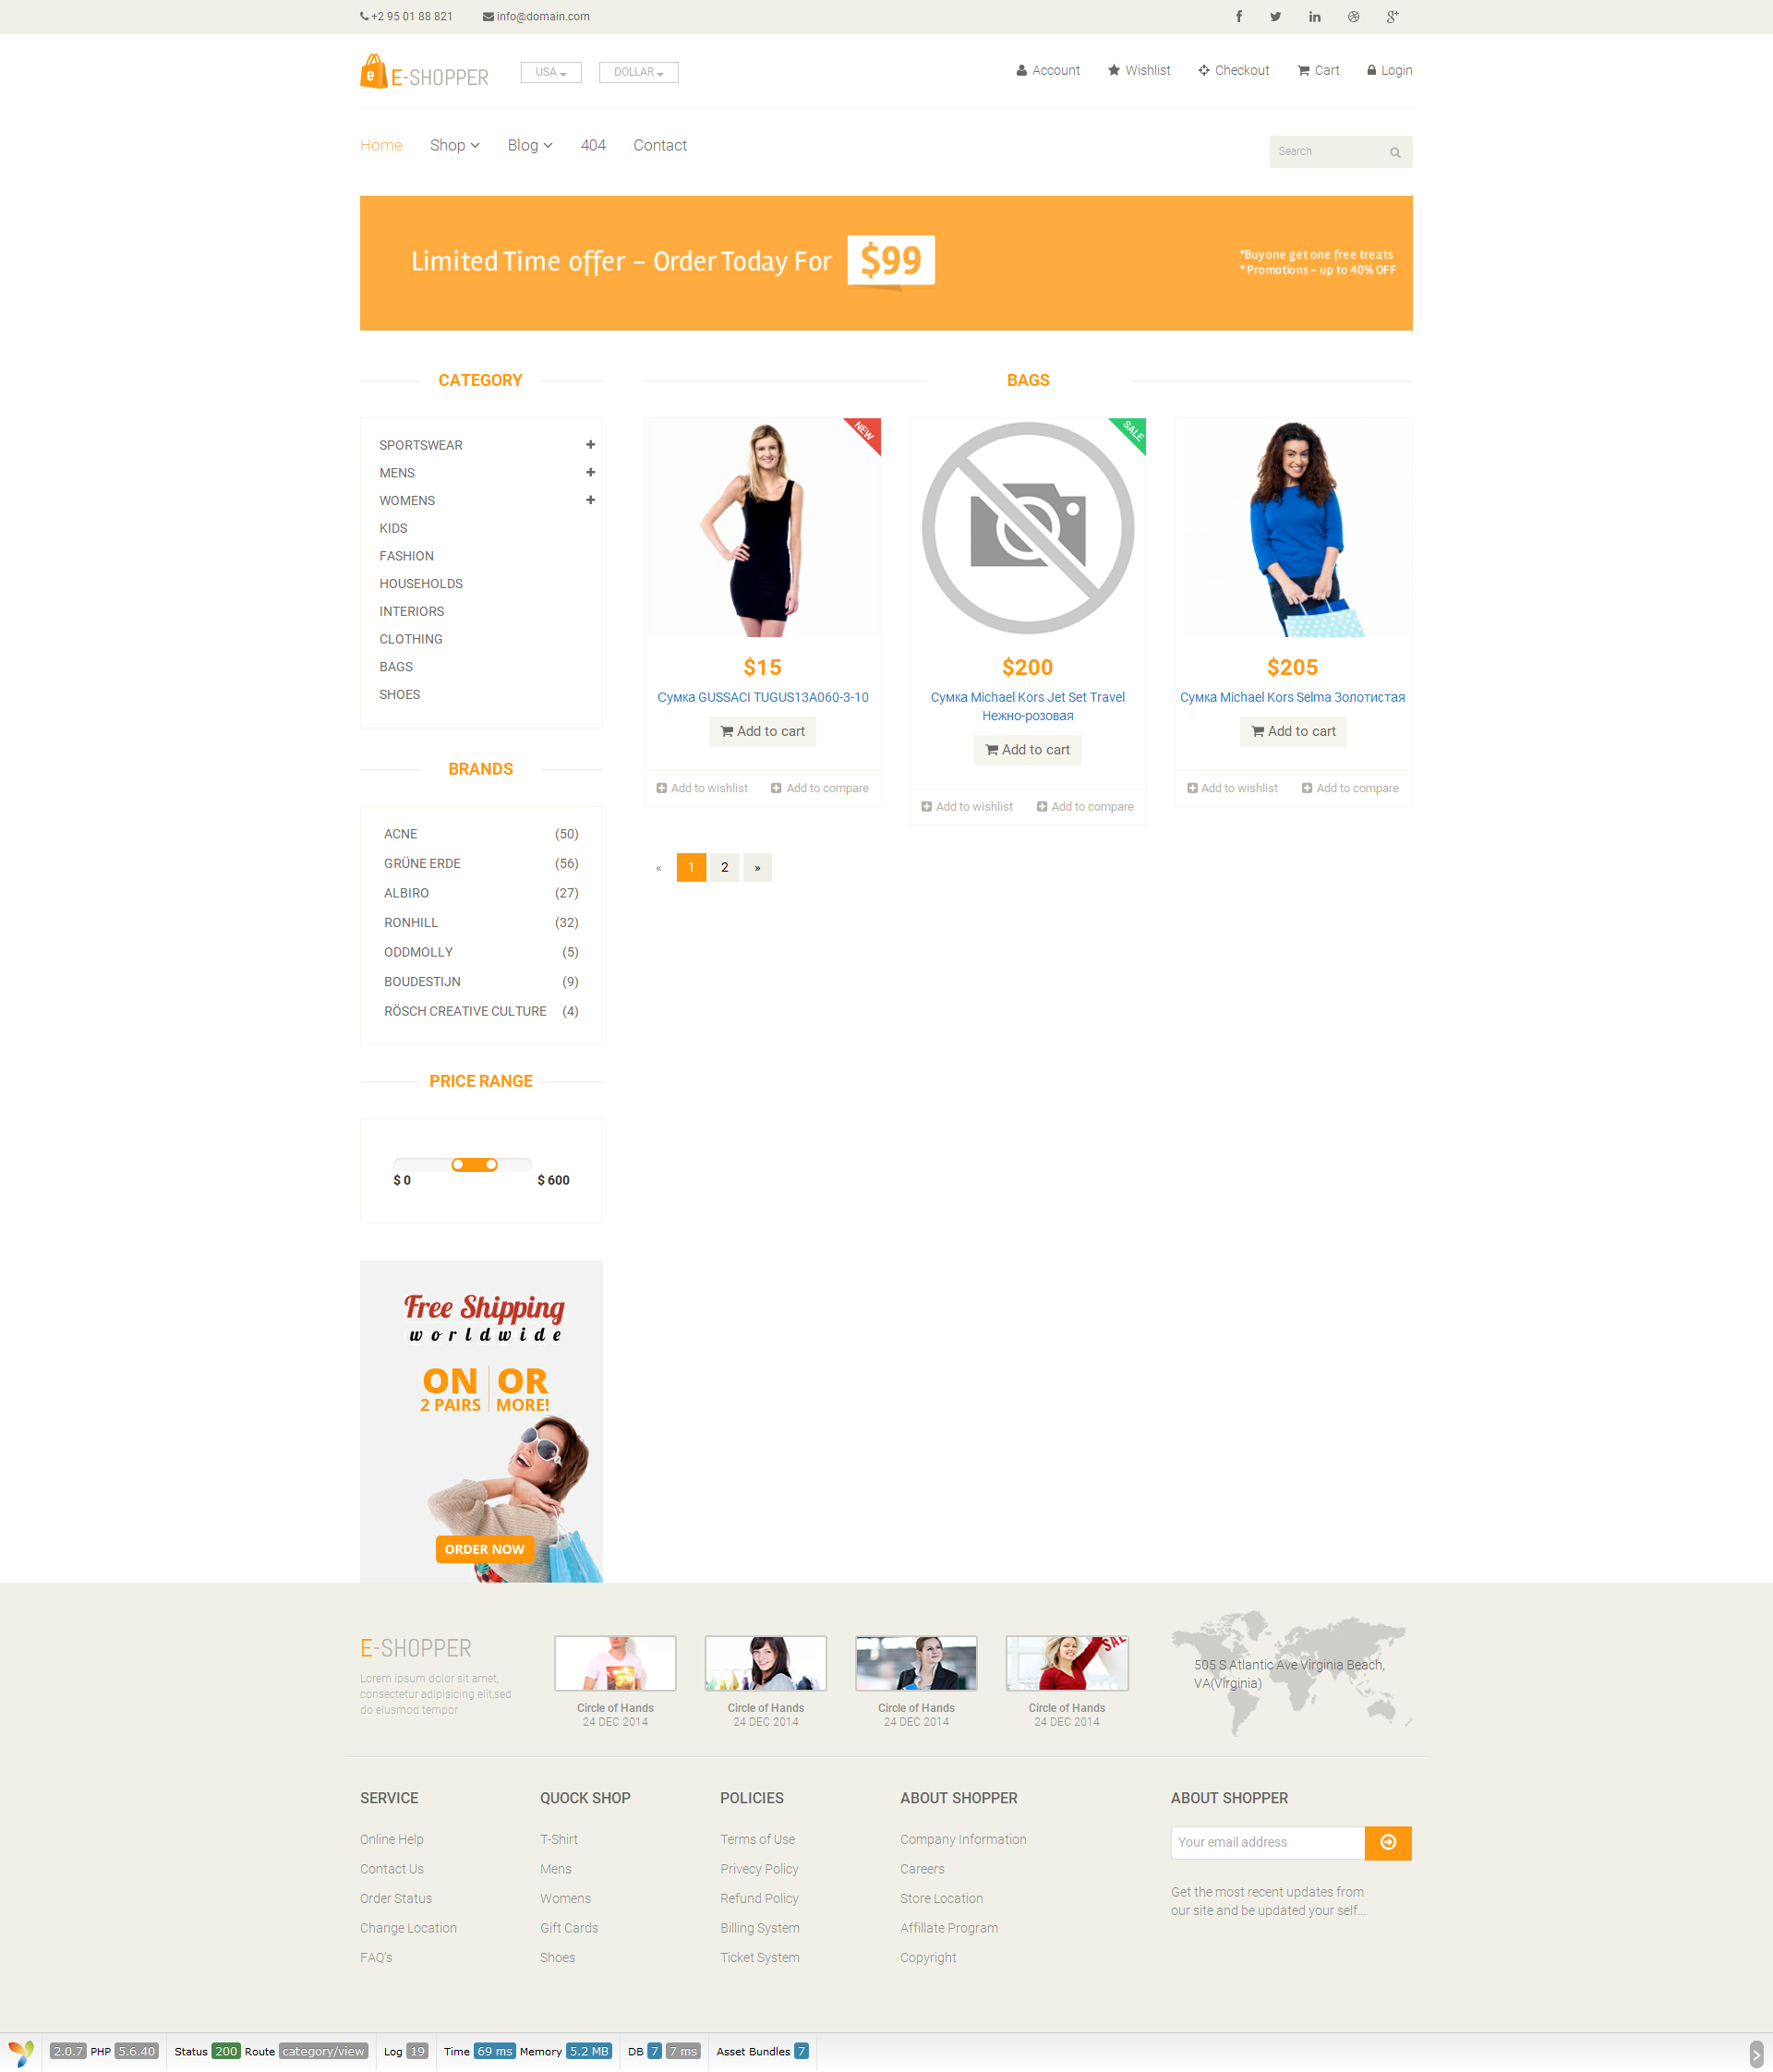 +2 95 01 88 821 info@domain.com
E-SHOPPER USA DOLLAR Account Wishlist Checkout Cart Login
Home Shop Blog 404 Contact Search
Limited Time offer – Order Today For $99
*Buy one get one free treats
* Promotions – up to 40% OFF
CATEGORY
SPORTSWEAR
MENS
WOMENS
KIDS
FASHION
HOUSEHOLDS
INTERIORS
CLOTHING
BAGS
SHOES
BRANDS
ACNE (50)
GRÜNE ERDE (56)
ALBIRO (27)
RONHILL (32)
ODDMOLLY (5)
BOUDESTIJN (9)
RÖSCH CREATIVE CULTURE (4)
PRICE RANGE
$ 0 $ 600
Free Shipping
worldwide
ON OR
2 PAIRS MORE!
ORDER NOW
BAGS
NEW
$15
Сумка GUSSACI TUGUS13A060-3-10
Add to cart
Add to wishlist Add to compare
SALE
$200
Сумка Michael Kors Jet Set Travel
Нежно-розовая
Add to cart
Add to wishlist Add to compare
$205
Сумка Michael Kors Selma Золотистая
Add to cart
Add to wishlist Add to compare
« 1 2 »
E-SHOPPER
Lorem ipsum dolor sit amet,
consectetur adipisicing elit,sed
do eiusmod tempor
Circle of Hands
24 DEC 2014
Circle of Hands
24 DEC 2014
Circle of Hands
24 DEC 2014
SALE
Circle of Hands
24 DEC 2014
505 S Atlantic Ave Virginia Beach,
VA(Virginia)
SERVICE
Online Help
Contact Us
Order Status
Change Location
FAQ's
QUOCK SHOP
T-Shirt
Mens
Womens
Gift Cards
Shoes
POLICIES
Terms of Use
Privecy Policy
Refund Policy
Billing System
Ticket System
ABOUT SHOPPER
Company Information
Careers
Store Location
Affillate Program
Copyright
ABOUT SHOPPER
Your email address
Get the most recent updates from
our site and be updated your self...
2.0.7 PHP 5.6.40 Status 200 Route category/view Log 19 Time 69 ms Memory 5.2 MB DB 7 7 ms Asset Bundles 7